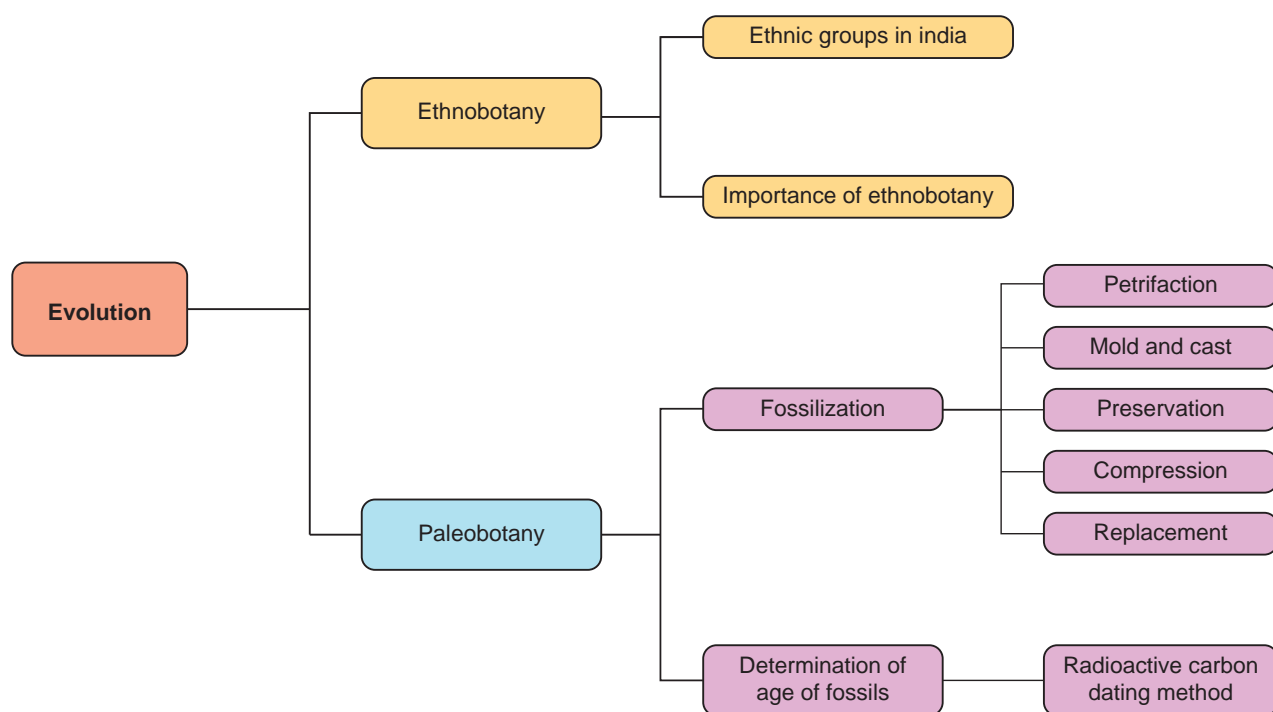 Evolution
Ethnobotany
Ethnic groups in india
Importance of ethnobotany
Paleobotany
Fossilization
Petrifaction
Mold and cast
Preservation
Compression
Replacement
Determination of
age of fossils
Radioactive carbon
dating method